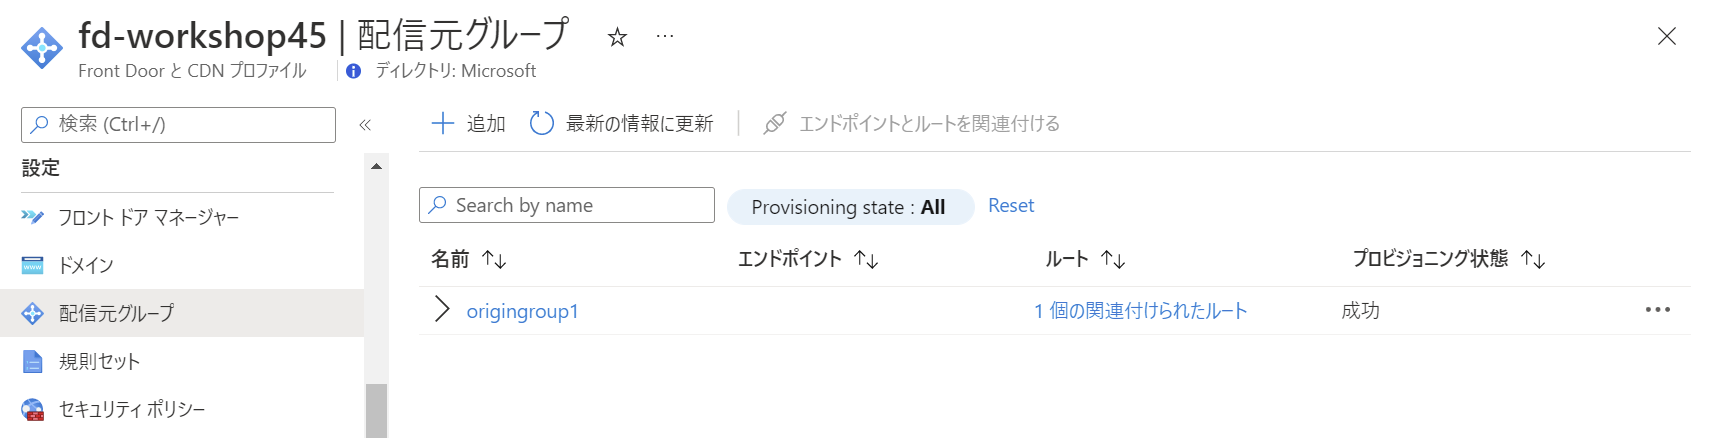 fd-workshop45 | 配信元グループ
Front Door と CDN プロファイル
ディレクトリ: Microsoft
検索 (Ctrl+/)
設定
フロント ドア マネージャー
ドメイン
配信元グループ
規則セット
セキュリティ ポリシー
追加
最新の情報に更新
エンドポイントとルートを関連付ける
Search by name
Provisioning state : All
Reset
名前 エンドポイント ルート プロビジョニング状態
origingroup1 1 個の関連付けられたルート 成功